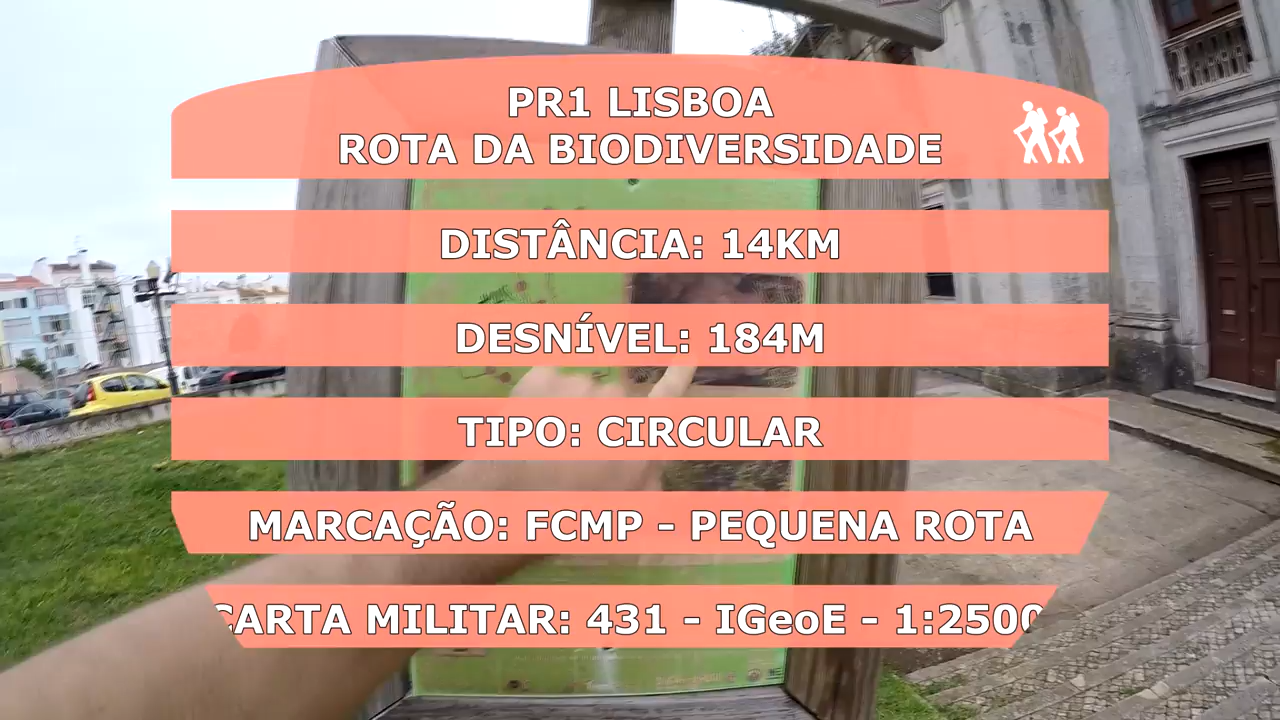 PR1 LISBOA
ROTA DA BIODIVERSIDADE
DISTÂNCIA: 14KM
DESNÍVEL: 184M
TIPO: CIRCULAR
MARCAÇÃO: FCMP - PEQUENA ROTA
CARTA MILITAR: 431 - IGeoE - 1:2500